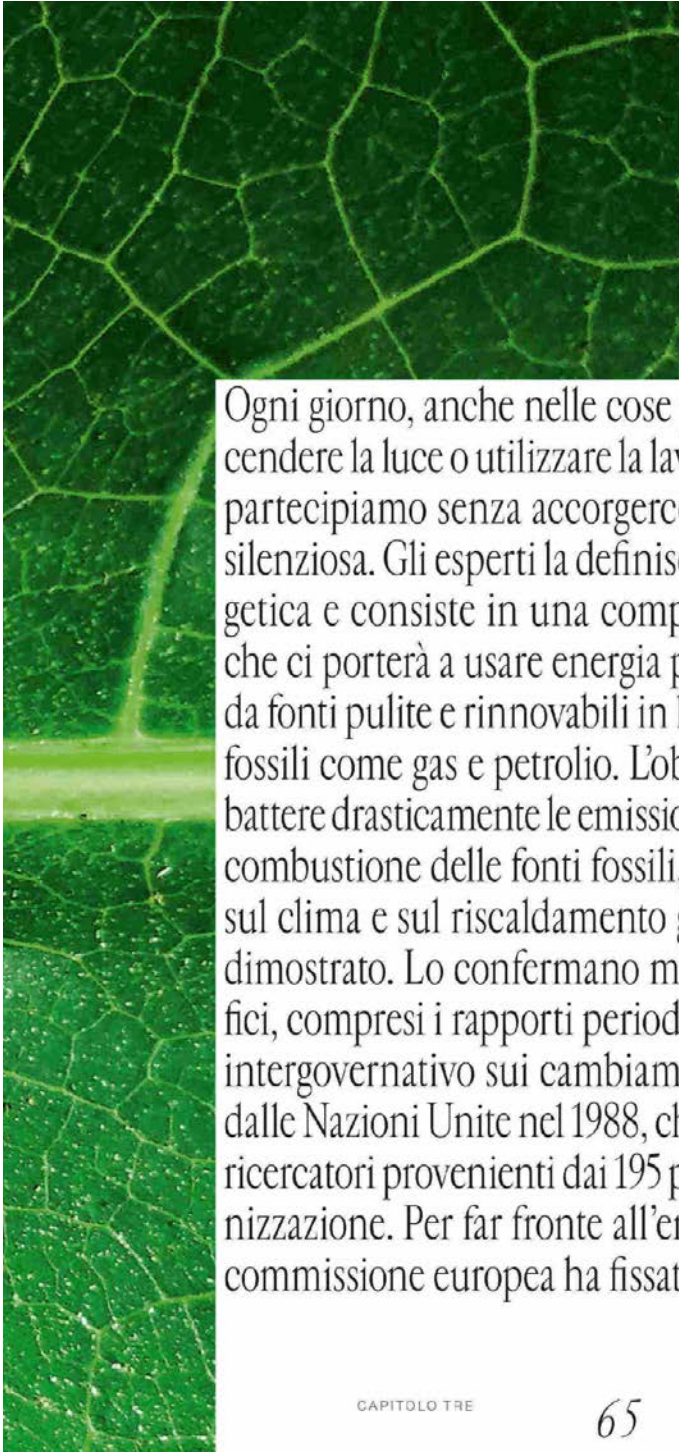 Ogni giorno, anche nelle cose
cendere la luce o utilizzare la lav
partecipiamo senza accorgerce
silenziosa. Gli esperti la definisc
getica e consiste in una comp
che ci porterà a usare energia p
da fonti pulite e rinnovabili in l
fossili come gas e petrolio. L’ob
battere drasticamente le emissio
combustione delle fonti fossili,
sul clima e sul riscaldamento g
dimostrato. Lo confermano m
fici, compresi i rapporti period
intergovernativo sui cambiam
dalle Nazioni Unite nel 1988, ch
ricercatori provenienti dai 195 p
nizzazione. Per far fronte all’em
commissione europea ha fissat
CAPITOLO TRE
65